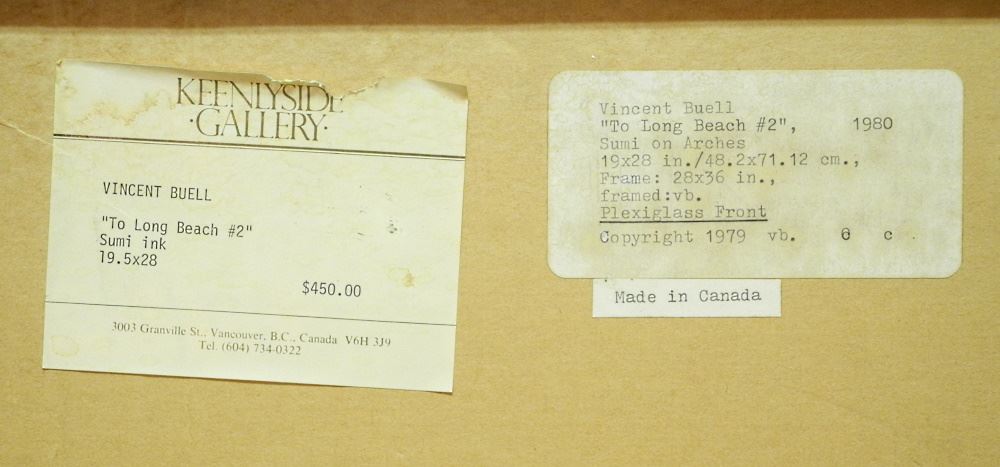 KEENLYSIDE
·GALLERY·
VINCENT BUELL
"To Long Beach #2"
Sumi ink
19.5x28
$450.00
3003 Granville St., Vancouver, B.C., Canada V6H 3J9
Tel. (604) 734-0322
Vincent Buell
"To Long Beach #2", 1980
Sumi on Arches
19x28 in./48.2x71.12 cm.,
Frame: 28x36 in.,
framed:vb.
Plexiglass Front
Copyright 1979 vb. c
Made in Canada